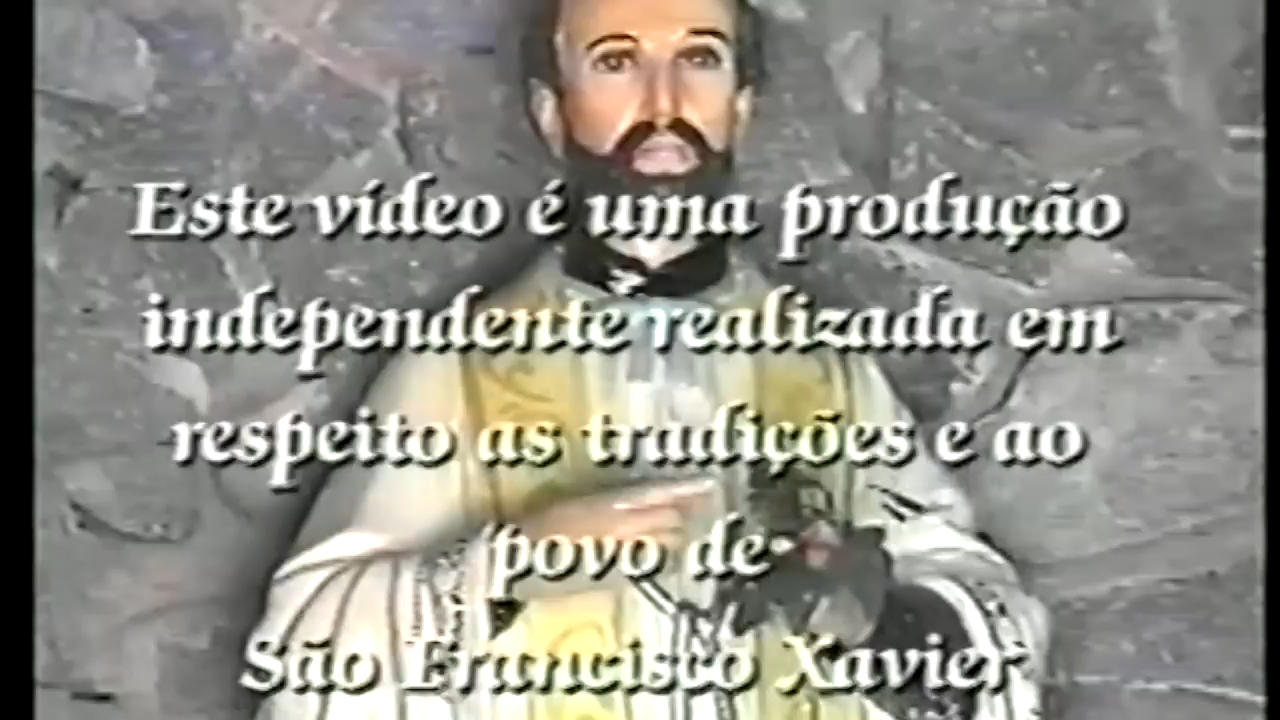 Este vídeo é uma produção
independente realizada em
respeito as tradições e ao
povo de
São Francisco Xavier